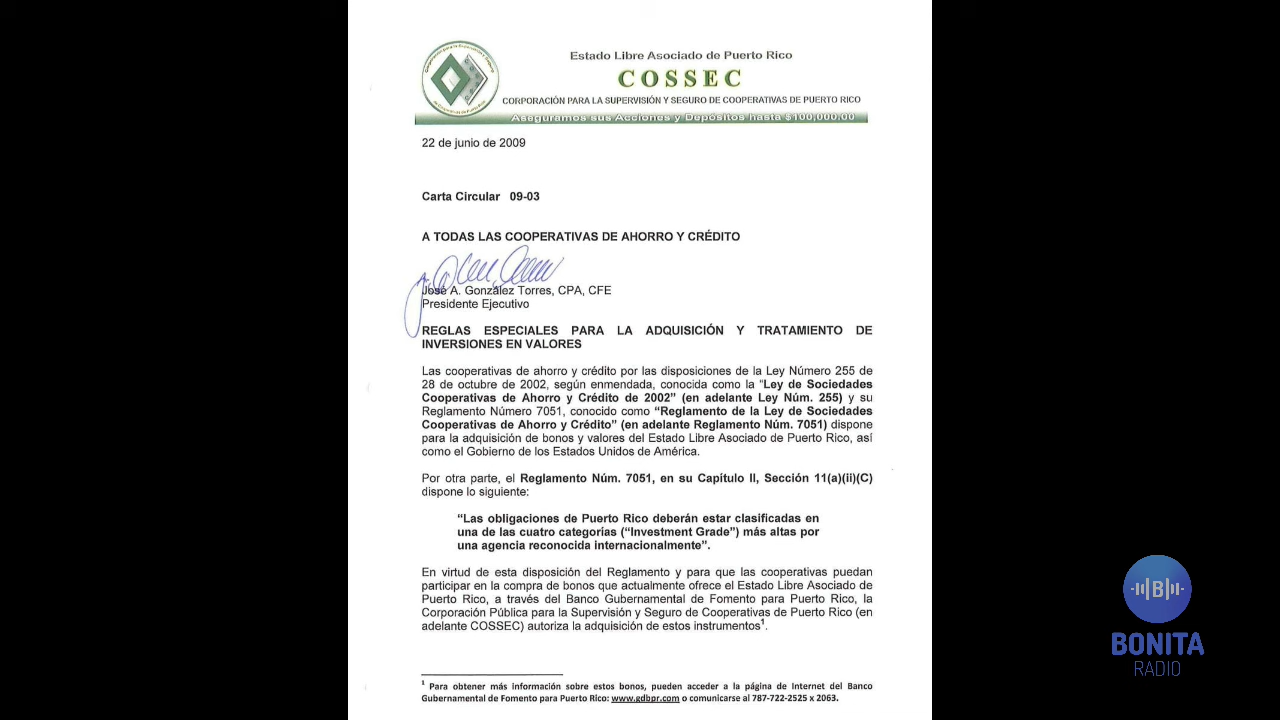 Estado Libre Asociado de Puerto Rico
COSSEC
CORPORACIÓN PARA LA SUPERVISIÓN Y SEGURO DE COOPERATIVAS DE PUERTO RICO
Aseguramos sus Acciones y Depósitos hasta $100,000.00
22 de junio de 2009
Carta Circular 09-03
A TODAS LAS COOPERATIVAS DE AHORRO Y CRÉDITO
José A. González Torres, CPA, CFE
Presidente Ejecutivo
REGLAS ESPECIALES PARA LA ADQUISICIÓN Y TRATAMIENTO DE
INVERSIONES EN VALORES
Las cooperativas de ahorro y crédito por las disposiciones de la Ley Número 255 de
28 de octubre de 2002, según enmendada, conocida como la “Ley de Sociedades
Cooperativas de Ahorro y Crédito de 2002” (en adelante Ley Núm. 255) y su
Reglamento Número 7051, conocido como “Reglamento de la Ley de Sociedades
Cooperativas de Ahorro y Crédito” (en adelante Reglamento Núm. 7051) dispone
para la adquisición de bonos y valores del Estado Libre Asociado de Puerto Rico, así
como el Gobierno de los Estados Unidos de América.
Por otra parte, el Reglamento Núm. 7051, en su Capítulo II, Sección 11(a)(ii)(C)
dispone lo siguiente:
“Las obligaciones de Puerto Rico deberán estar clasificadas en
una de las cuatro categorías (“Investment Grade”) más altas por
una agencia reconocida internacionalmente”.
En virtud de esta disposición del Reglamento y para que las cooperativas puedan
participar en la compra de bonos que actualmente ofrece el Estado Libre Asociado de
Puerto Rico, a través del Banco Gubernamental de Fomento para Puerto Rico, la
Corporación Pública para la Supervisión y Seguro de Cooperativas de Puerto Rico (en
adelante COSSEC) autoriza la adquisición de estos instrumentos¹.
¹ Para obtener más información sobre estos bonos, pueden acceder a la página de Internet del Banco
Gubernamental de Fomento para Puerto Rico: www.gdbpr.com o comunicarse al 787-722-2525 x 2063.
B
BONITA
RADIO